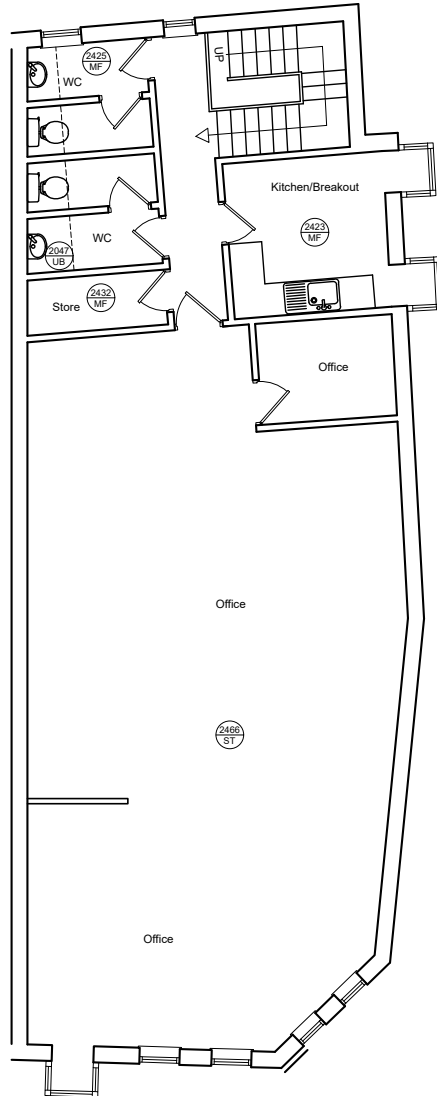 2425
MF
WC
UP
Kitchen/Breakout
2423
MF
WC
2047
UB
Store
2432
MF
Office
Office
2466
ST
Office